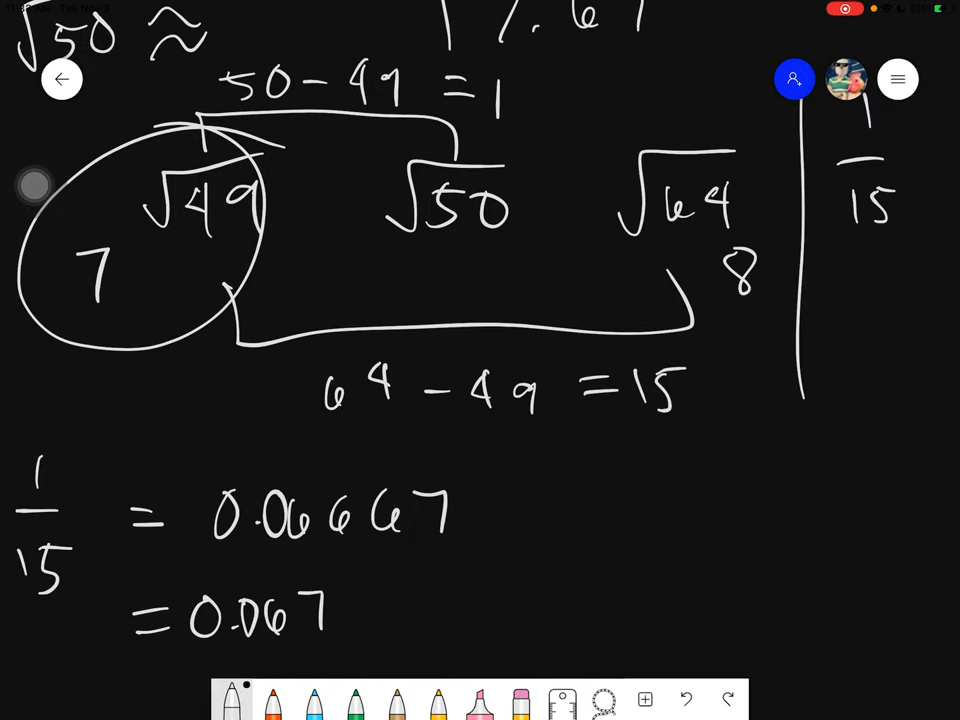 √50 ≈
50 - 49 = 1
√49 √50 √64
7 8
64 - 49 = 15
1/15
1/15 = 0.06667
= 0.067